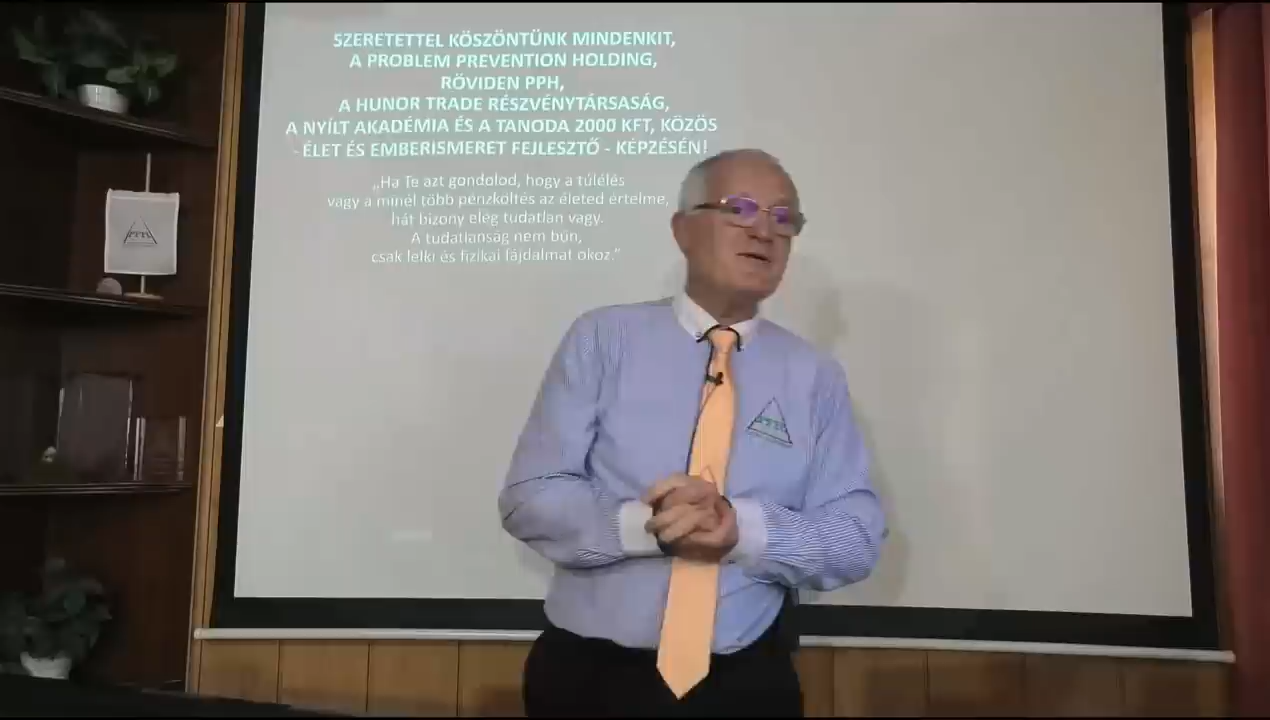 SZERETETTEL KÖSZÖNTÜNK MINDENKIT,
A PROBLEM PREVENTION HOLDING,
RÖVIDEN PPH,
A HUNOR TRADE RÉSZVÉNYTÁRSASÁG,
A NYÍLT AKADÉMIA ÉS A TANODA 2000 KFT, KÖZÖS
- ÉLET ÉS EMBERISMERET FEJLESZTŐ - KÉPZÉSÉN!
„Ha Te azt gondolod, hogy a túlélés
vagy a minél több pénzköltés az életed értelme,
hát bizony elég tudatlan vagy.
A tudatlanság nem bűn,
csak lelki és fizikai fájdalmat okoz.”